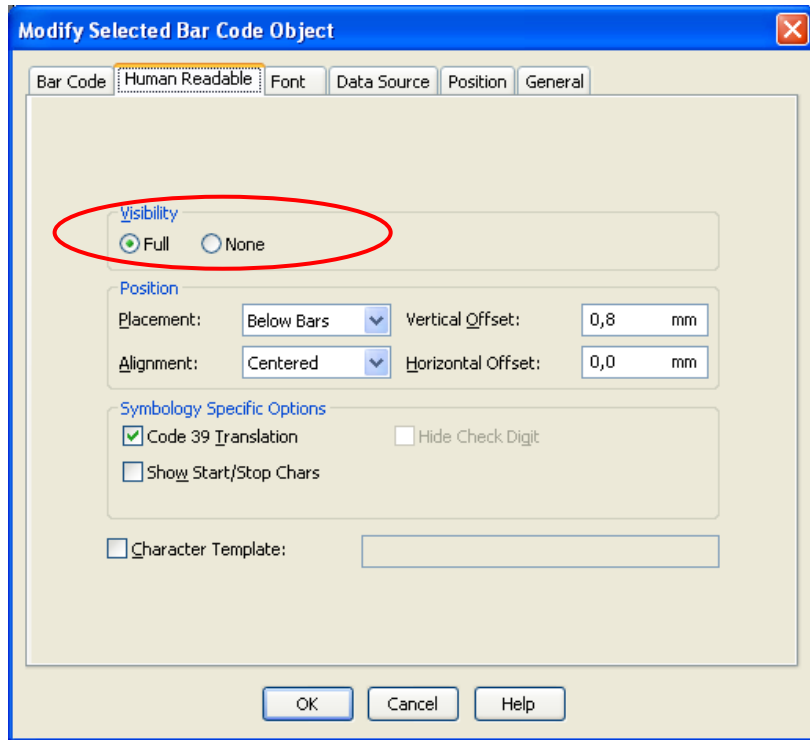 Modify Selected Bar Code Object
Bar Code Human Readable Font Data Source Position General
Visibility
Full None
Position
Placement: Below Bars Vertical Offset: 0,8 mm
Alignment: Centered Horizontal Offset: 0,0 mm
Symbology Specific Options
Code 39 Translation Hide Check Digit
Show Start/Stop Chars
Character Template:
OK Cancel Help